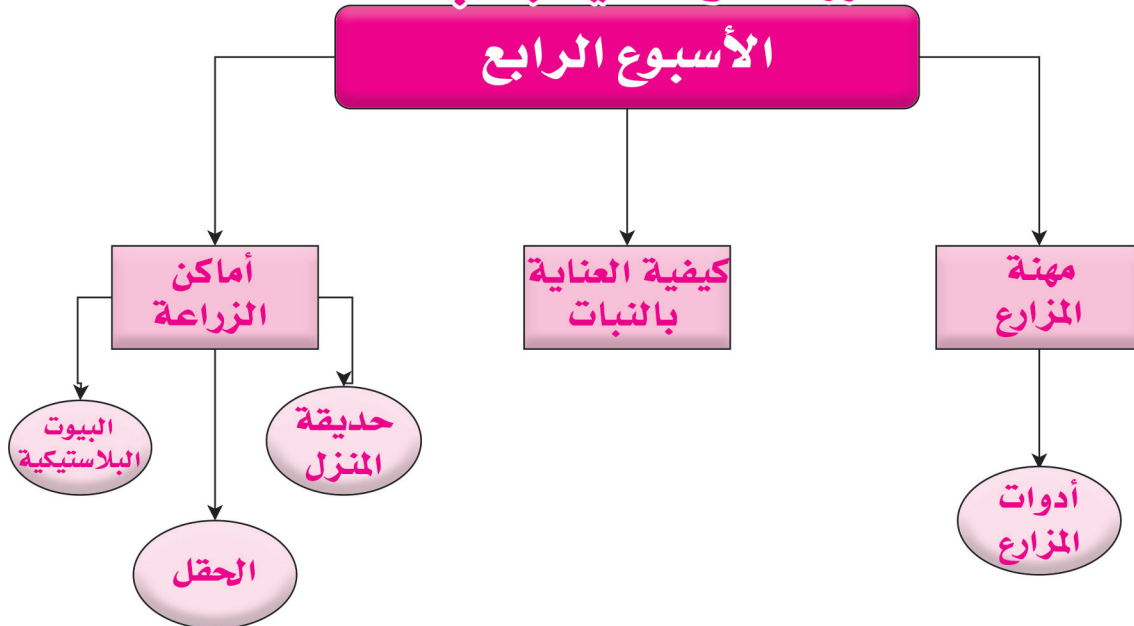 الأسبوع الرابع
مهنة
المزارع
كيفية العناية
بالنبات
أماكن
الزراعة
أدوات
المزارع
حديقة
المنزل
الحقل
البيوت
البلاستيكية